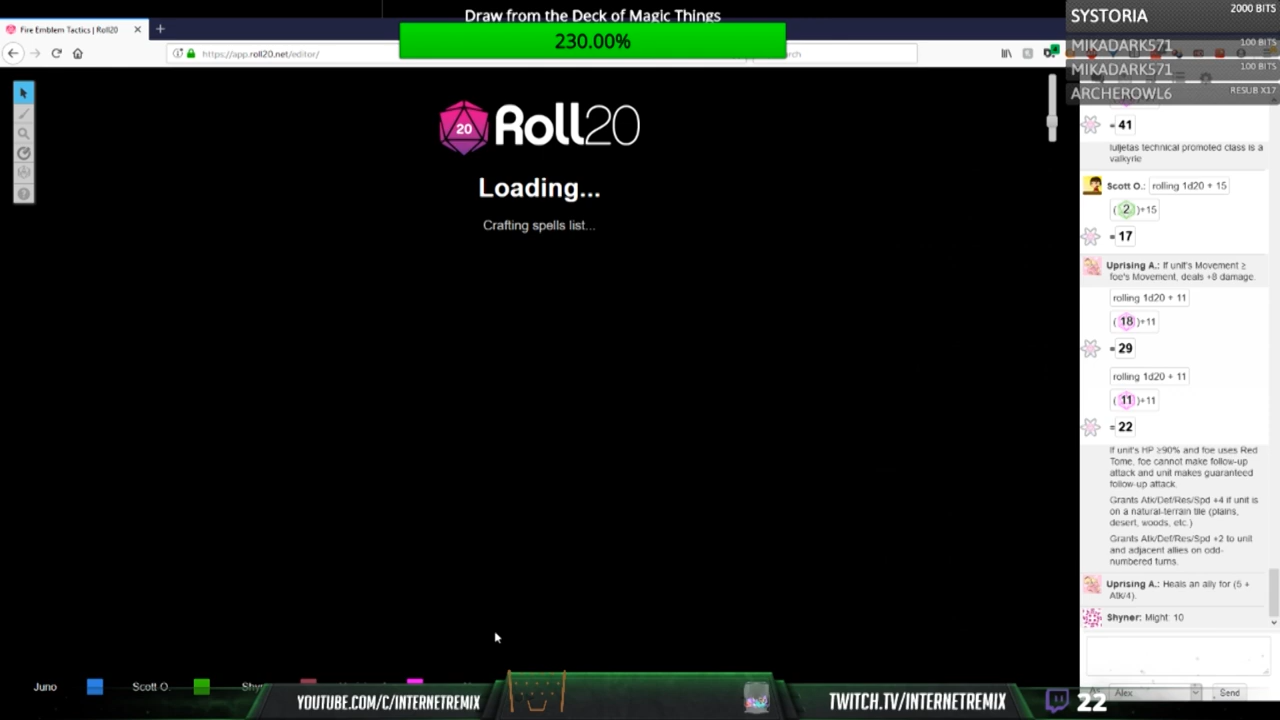 Draw from the Deck of Magic Things
230.00%
SYSTORIA
2000 BITS
MIKADARK571
100 BITS
MIKADARK571
100 BITS
ARCHEROWL6
RESUB X17
Fire Emblem Tactics | Roll20
https://app.roll20.net/editor/
20
Roll20
Loading...
Crafting spells list...
= 41
Iuljetas technical promoted class is a
valkyrie
Scott O.: rolling 1d20 + 15
(2)+15
= 17
Uprising A.: If unit's Movement ≥
foe's Movement, deals +8 damage.
rolling 1d20 + 11
(18)+11
= 29
rolling 1d20 + 11
(11)+11
= 22
If unit's HP ≥90% and foe uses Red
Tome, foe cannot make follow-up
attack and unit makes guaranteed
follow-up attack.
Grants Atk/Def/Res/Spd +4 if unit is
on a natural-terrain tile (plains,
desert, woods, etc.)
Grants Atk/Def/Res/Spd +2 to unit
and adjacent allies on odd-
numbered turns.
Uprising A.: Heals an ally for (5 +
Atk/4).
Shyner: Might: 10
Alex
Send
Juno
Scott O.
YOUTUBE.COM/C/INTERNETREMIX
TWITCH.TV/INTERNETREMIX
22